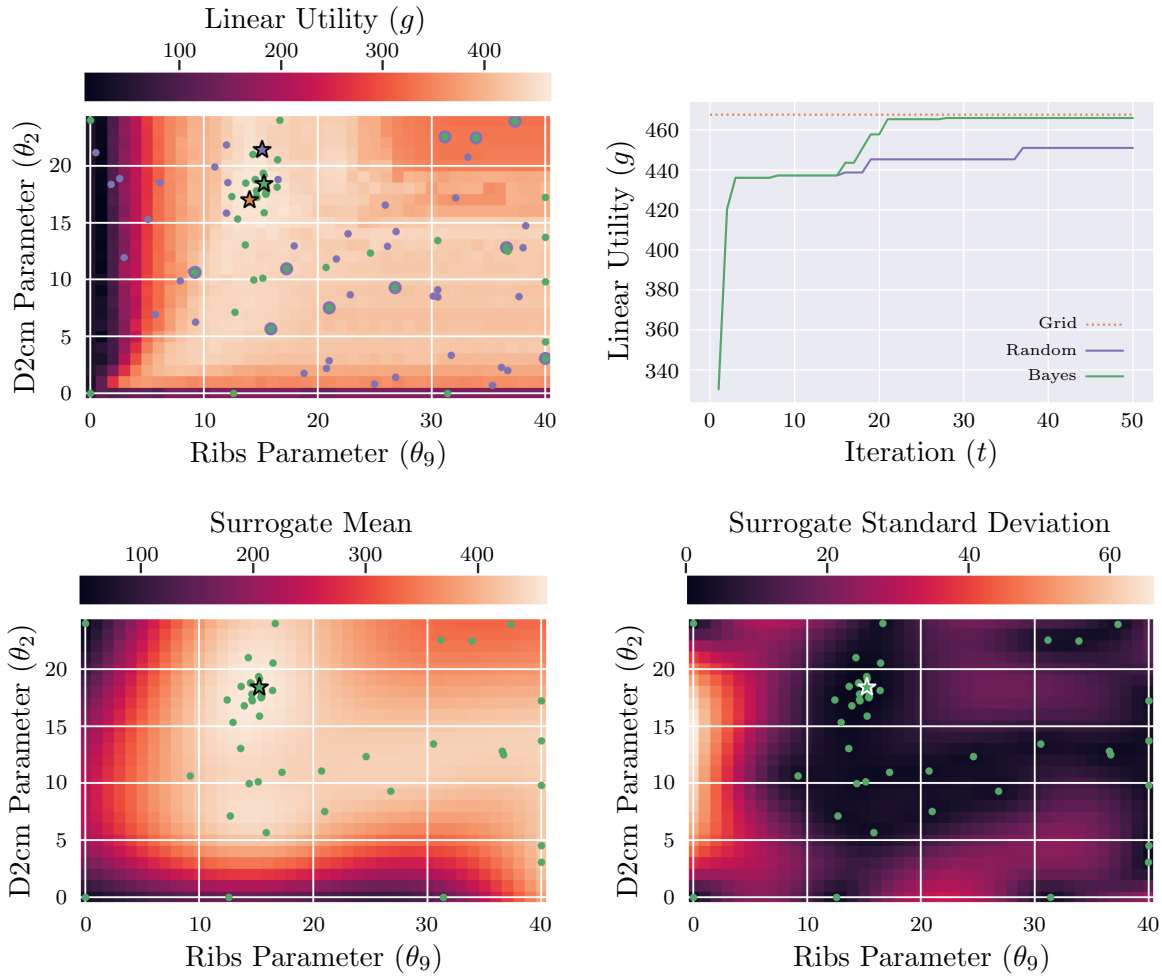 Linear Utility (g)
100 200 300 400
D2cm Parameter (θ2)
20
15
10
5
0
0 10 20 30 40
Ribs Parameter (θ9)
Linear Utility (g)
460
440
420
400
380
360
340
Grid
Random
Bayes
0 10 20 30 40 50
Iteration (t)
Surrogate Mean
100 200 300 400
D2cm Parameter (θ2)
20
15
10
5
0
0 10 20 30 40
Ribs Parameter (θ9)
Surrogate Standard Deviation
0 20 40 60
D2cm Parameter (θ2)
20
15
10
5
0
0 10 20 30 40
Ribs Parameter (θ9)